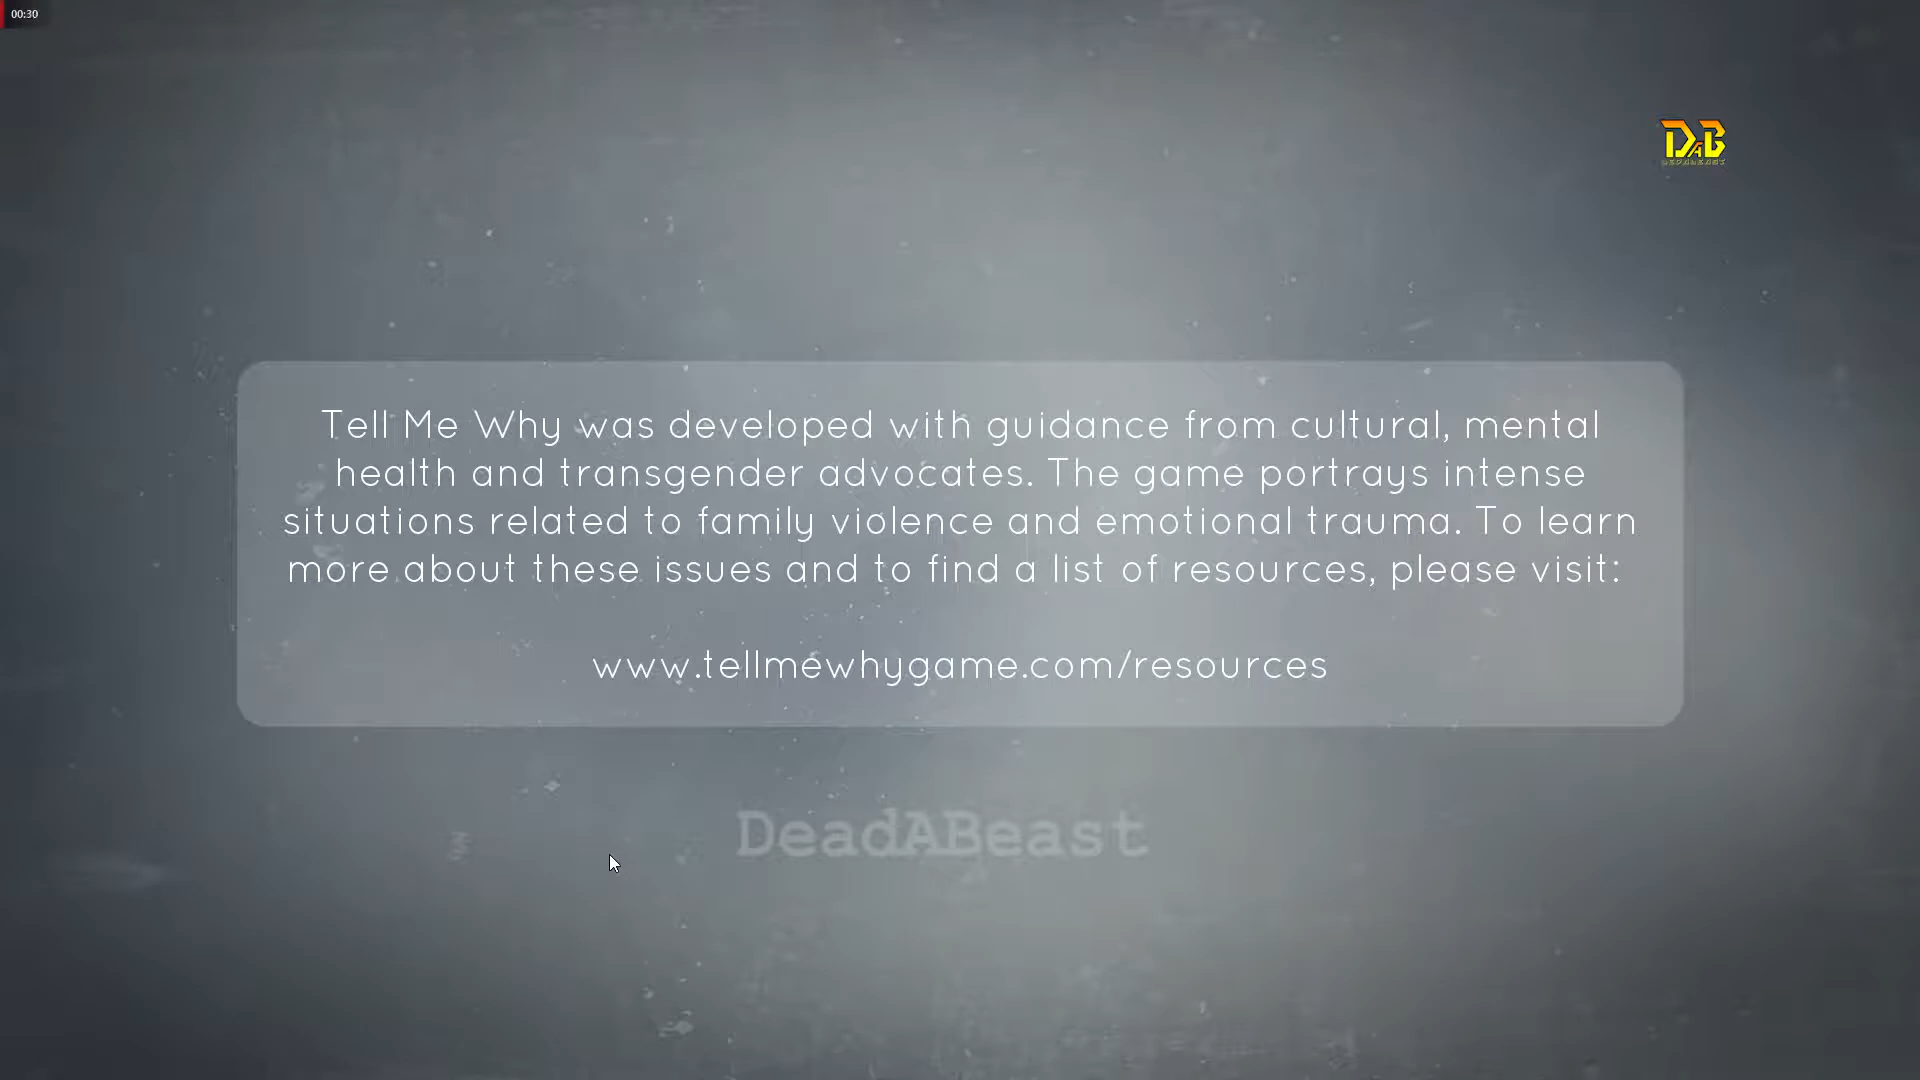 00:30
DAB
Tell Me Why was developed with guidance from cultural, mental
health and transgender advocates. The game portrays intense
situations related to family violence and emotional trauma. To learn
more about these issues and to find a list of resources, please visit:
www.tellmewhygame.com/resources
DeadABeast